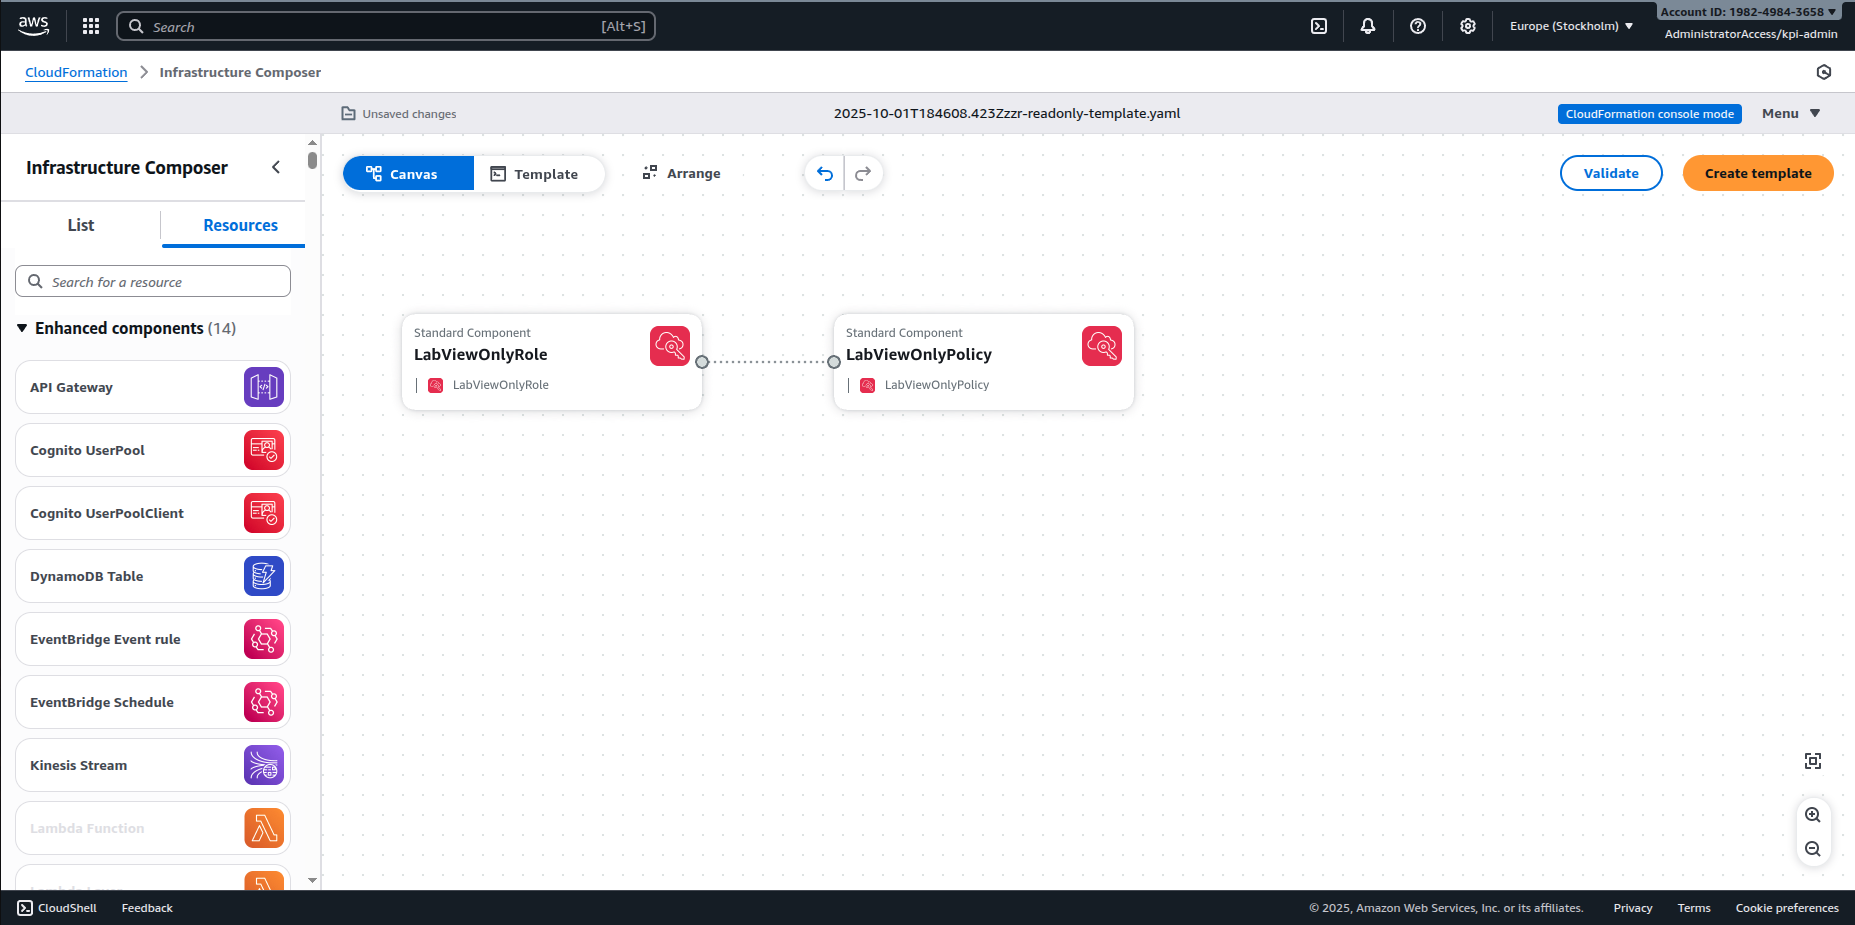 aws
Search [Alt+S]
Europe (Stockholm)
Account ID: 1982-4984-3658
AdministratorAccess/kpi-admin
CloudFormation
Infrastructure Composer
Unsaved changes
2025-10-01T184608.423Zzzr-readonly-template.yaml
CloudFormation console mode
Menu
Infrastructure Composer
List
Resources
Search for a resource
Enhanced components (14)
API Gateway
Cognito UserPool
Cognito UserPoolClient
DynamoDB Table
EventBridge Event rule
EventBridge Schedule
Kinesis Stream
Lambda Function
Canvas
Template
Arrange
Validate
Create template
Standard Component
LabViewOnlyRole
LabViewOnlyRole
Standard Component
LabViewOnlyPolicy
LabViewOnlyPolicy
CloudShell
Feedback
© 2025, Amazon Web Services, Inc. or its affiliates.
Privacy
Terms
Cookie preferences